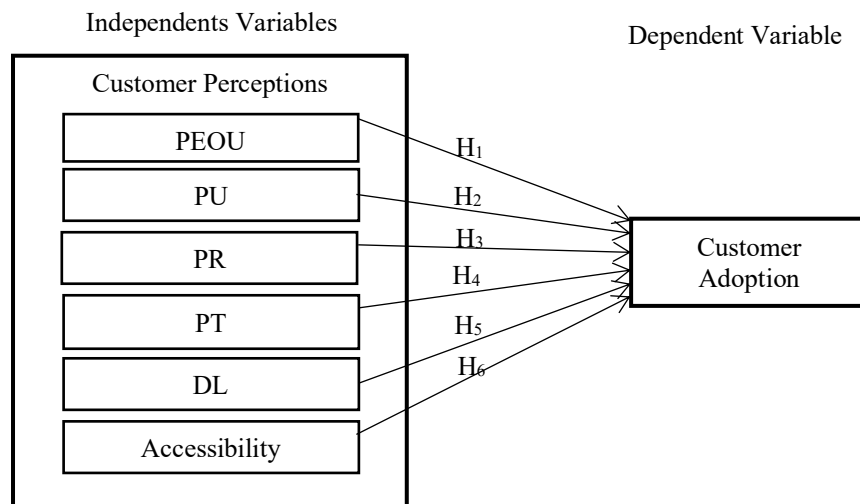 Independents Variables
Dependent Variable
Customer Perceptions
PEOU
H₁
PU
H₂
PR
H₃
Customer
Adoption
PT
H₄
DL
H₅
Accessibility
H₆